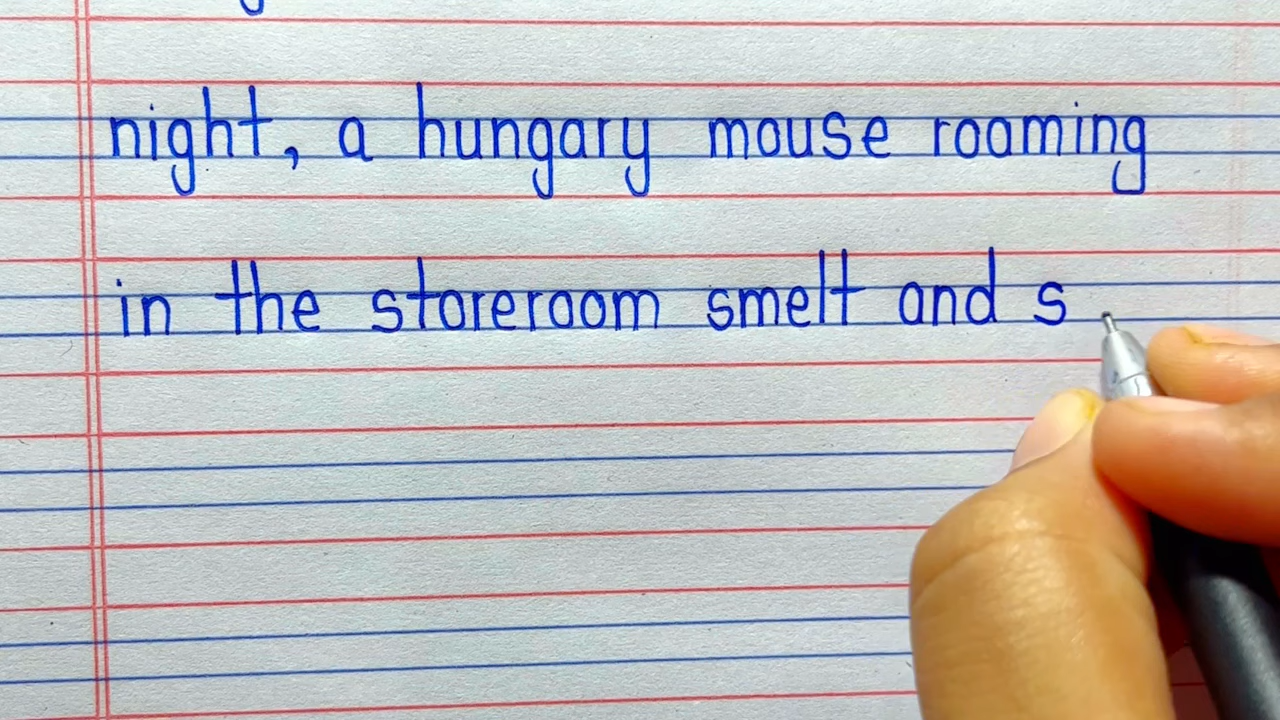 night, a hungary mouse roaming
in the storeroom smelt and s